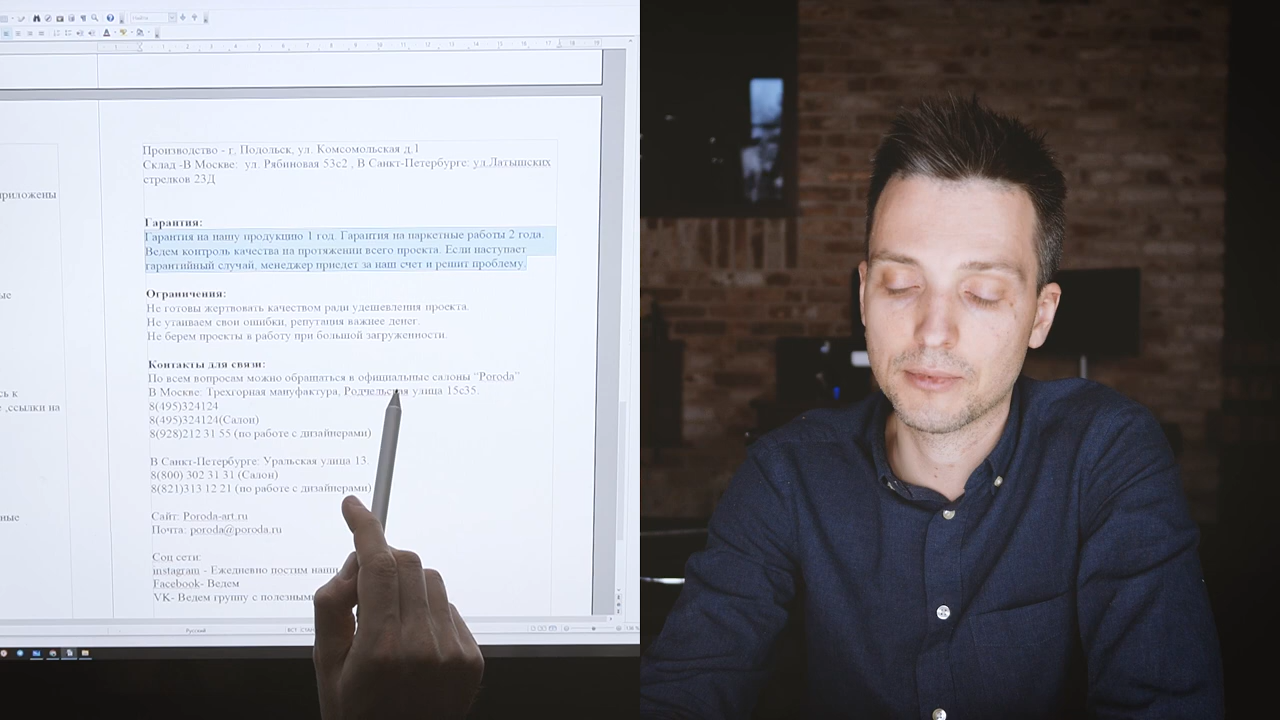 Производство - г. Подольск, ул. Комсомольская д.1
Склад -В Москве: ул. Рябиновая 53с2 , В Санкт-Петербурге: ул.Латышских
стрелков 23Д
приложены
Гарантия:
Гарантия на нашу продукцию 1 год. Гарантия на паркетные работы 2 года.
Ведем контроль качества на протяжении всего проекта. Если наступает
гарантийный случай, менеджер приедет за наш счет и решит проблему.
Ограничения:
Не готовы жертвовать качеством ради удешевления проекта.
Не утаиваем свои ошибки, репутация важнее денег.
Не берем проекты в работу при большой загруженности.
Контакты для связи:
По всем вопросам можно обращаться в официальные салоны “Poroda”
В Москве: Трехгорная мануфактура, Родчельская улица 15с35.
8(495)324124
,ссылки на
8(495)324124(Салон)
8(928)212 31 55 (по работе с дизайнерами)
В Санкт-Петербурге: Уральская улица 13.
8(800) 302 31 31 (Салон)
8(821)313 12 21 (по работе с дизайнерами)
Сайт: Poroda-art.ru
Почта: poroda@poroda.ru
Соц сети:
instagram - Ежедневно постим наши
Facebook- Ведем
VK- Ведем группу с полезными
Русский